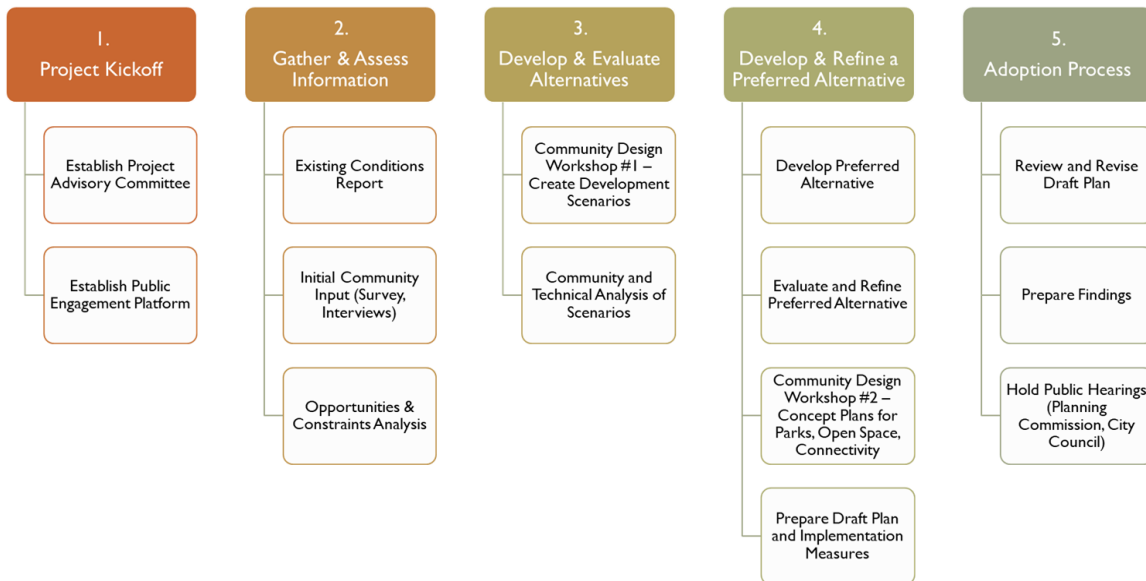 1.
Project Kickoff
Establish Project
Advisory Committee
Establish Public
Engagement Platform
2.
Gather & Assess
Information
Existing Conditions
Report
Initial Community
Input (Survey,
Interviews)
Opportunities &
Constraints Analysis
3.
Develop & Evaluate
Alternatives
Community Design
Workshop #1 –
Create Development
Scenarios
Community and
Technical Analysis of
Scenarios
4.
Develop & Refine a
Preferred Alternative
Develop Preferred
Alternative
Evaluate and Refine
Preferred Alternative
Community Design
Workshop #2 –
Concept Plans for
Parks, Open Space,
Connectivity
Prepare Draft Plan
and Implementation
Measures
5.
Adoption Process
Review and Revise
Draft Plan
Prepare Findings
Hold Public Hearings
(Planning
Commission, City
Council)